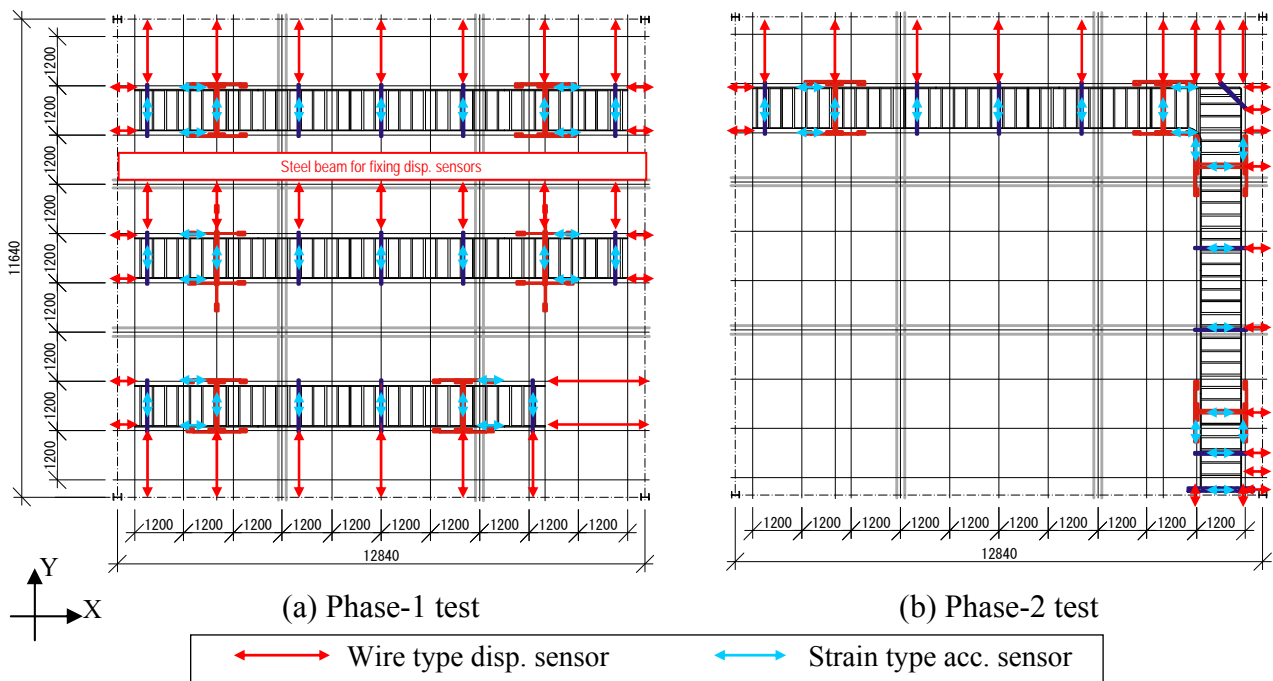 Steel beam for fixing disp. sensors
11640
1200
1200
1200
1200
1200
1200
1200
1200
1200
1200 1200 1200 1200 1200 1200 1200 1200 1200 1200
12840
Y
X
(a) Phase-1 test
1200 1200 1200 1200 1200 1200 1200 1200 1200 1200
12840
(b) Phase-2 test
Wire type disp. sensor
Strain type acc. sensor